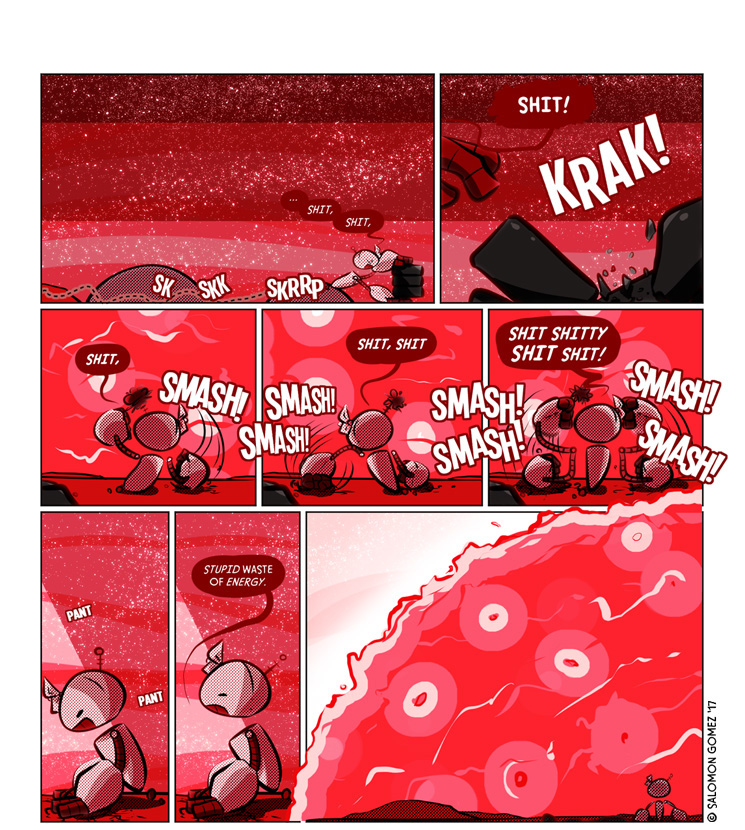 ...
SHIT,
SHIT,
SK
SKK
SKRRP
SHIT!
KRAK!
SHIT,
SMASH!
SMASH!
SMASH!
SHIT, SHIT
SMASH!
SMASH!
SHIT SHITTY
SHIT SHIT!
SMASH!
SMASH!
PANT
PANT
STUPID WASTE
OF ENERGY.
© SALOMON GOMEZ '17